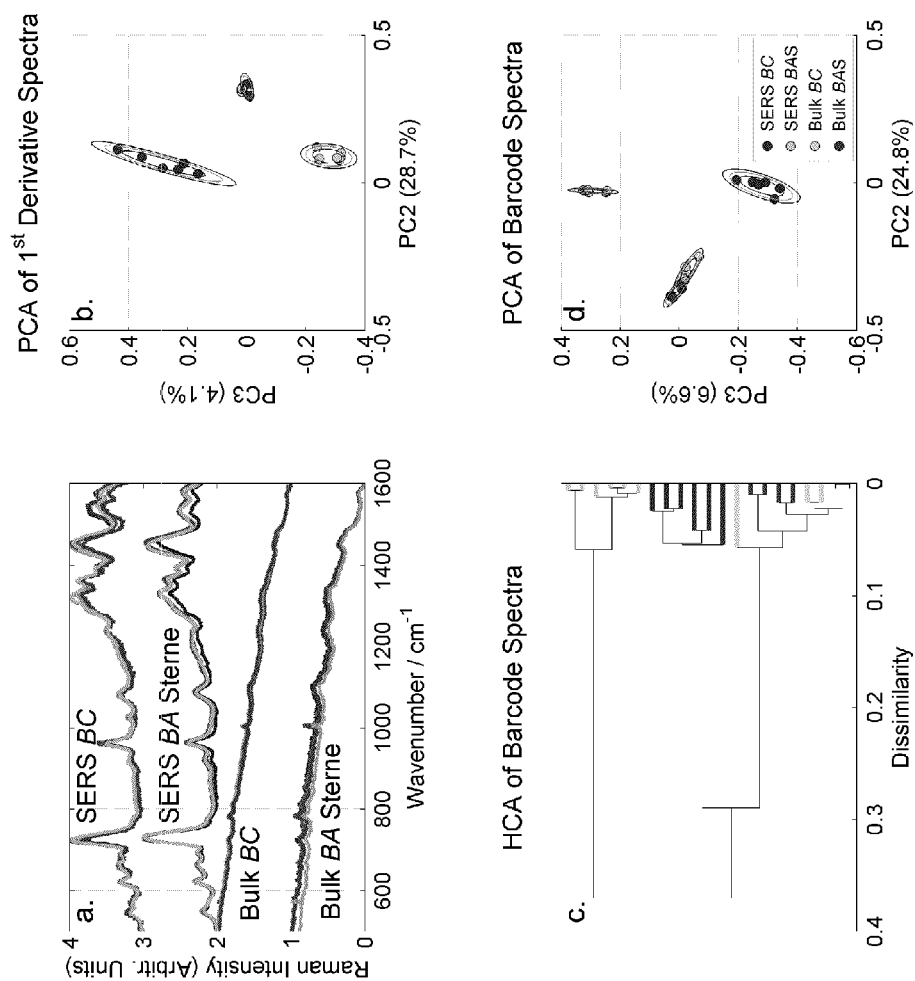 a.
SERS BC
SERS BA Sterne
Bulk BC
Bulk BA Sterne
4
3
2
1
0
Raman Intensity (Arbitr. Units)
600
800
1000
1200
1400
1600
Wavenumber / cm⁻¹
PCA of 1st Derivative Spectra
b.
0.6
0.4
0.2
0
-0.2
-0.4
PC3 (4.1%)
-0.5
0
0.5
PC2 (28.7%)
HCA of Barcode Spectra
c.
0.4
0.3
0.2
0.1
0
Dissimilarity
PCA of Barcode Spectra
d.
0.4
0.2
0
-0.2
-0.4
-0.6
PC3 (6.6%)
-0.5
0
0.5
PC2 (24.8%)
SERS BC
SERS BAS
Bulk BC
Bulk BAS